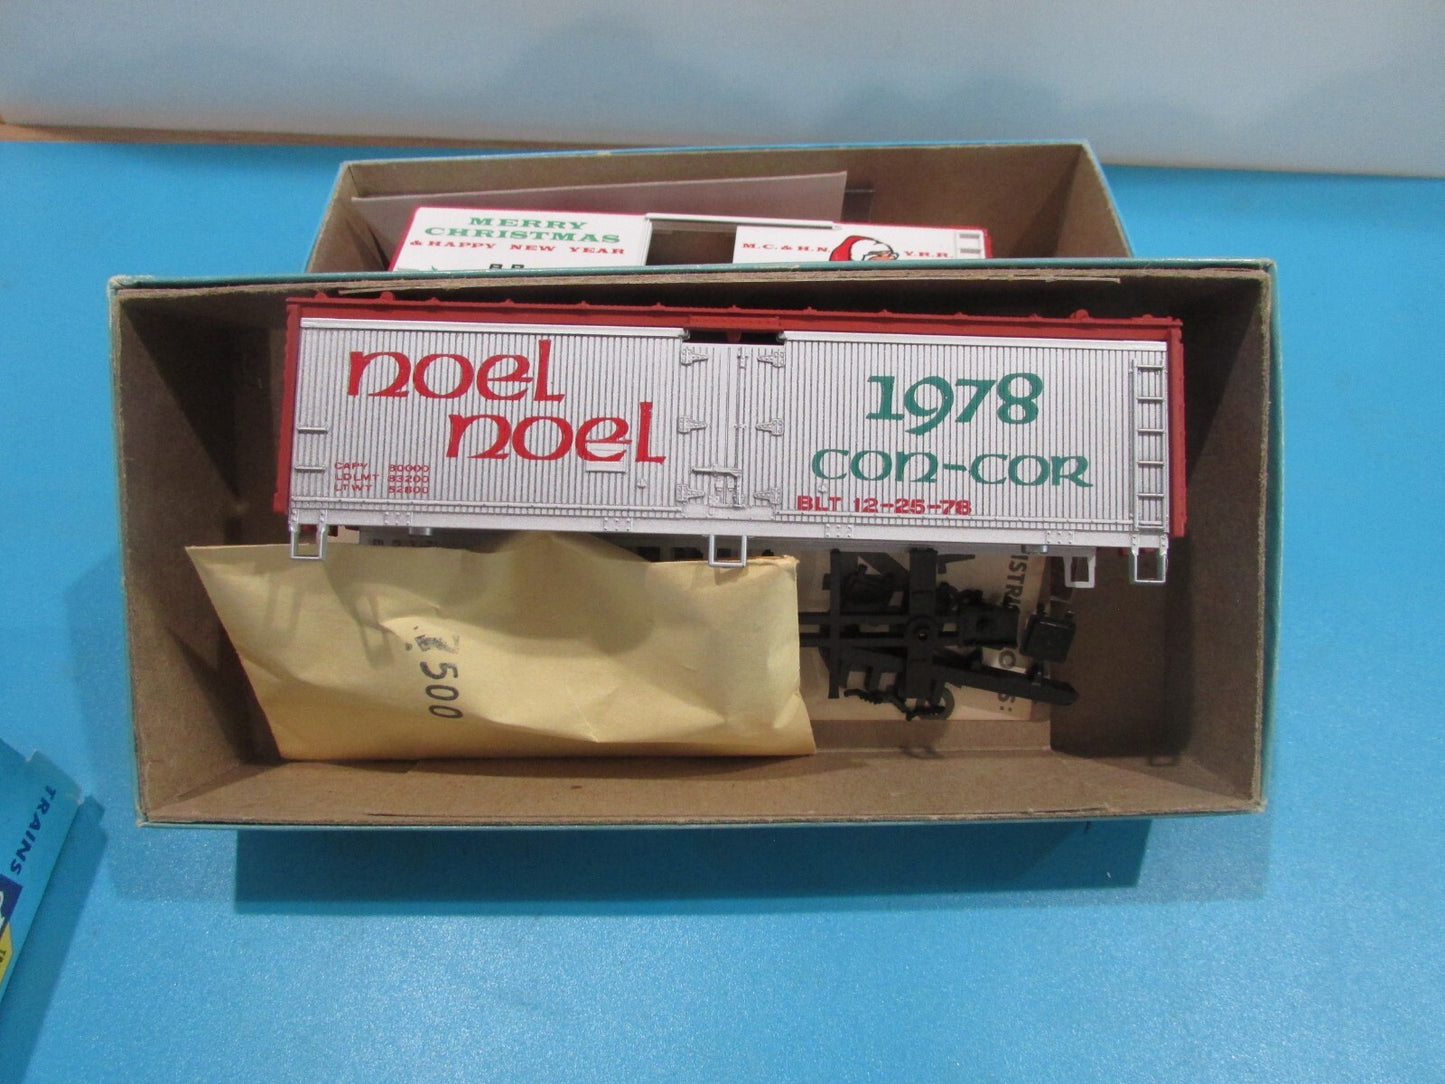 MERRY
CHRISTMAS
& HAPPY NEW YEAR
M.C. & H.N. Y.R.R.
noel
noel
CAPY 80000
LD LMT 83200
LT WT 52800
1978
CON-COR
BLT 12-25-78
7500
TRAINS